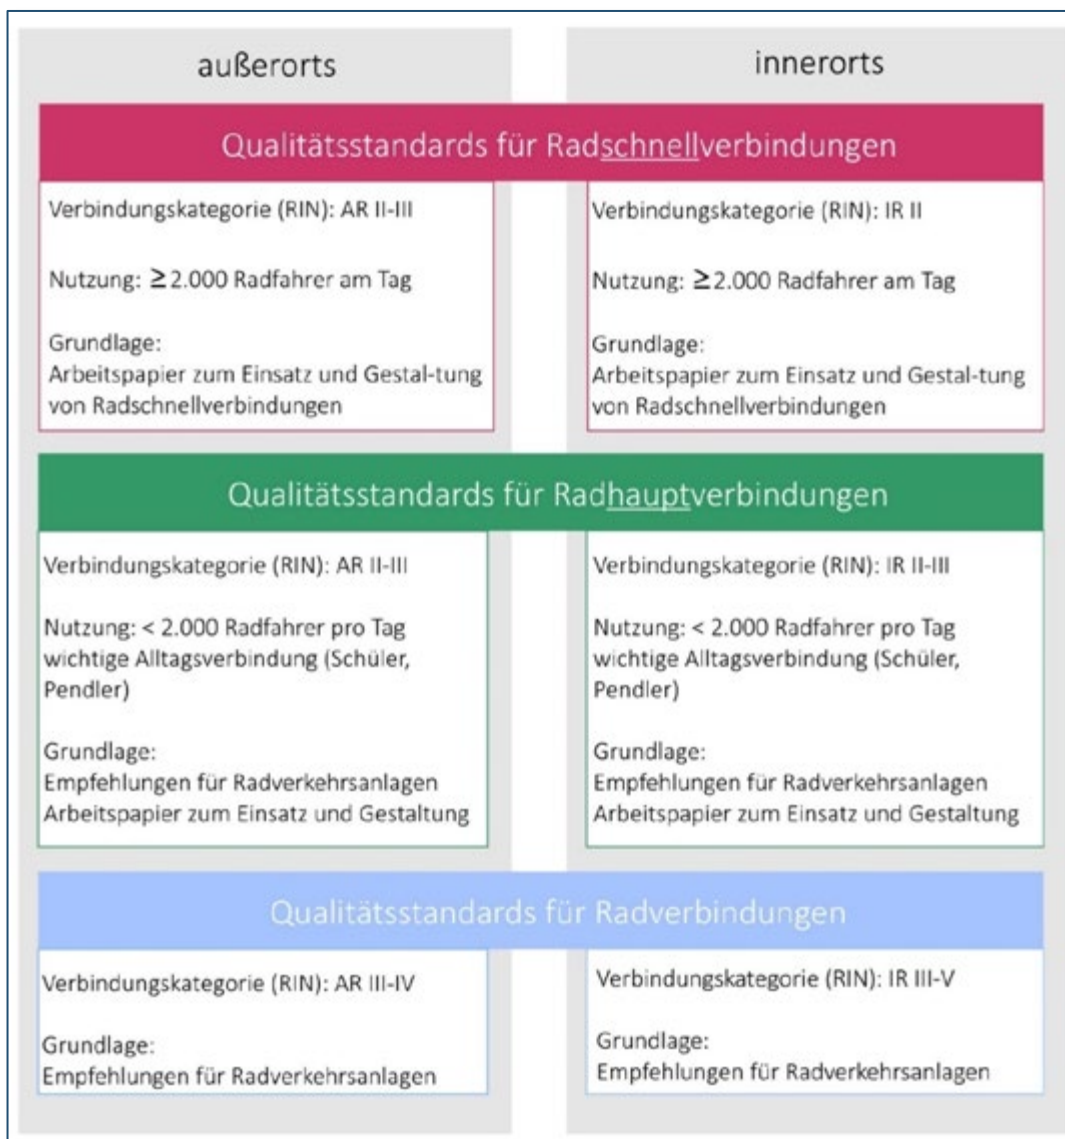 außerorts
innerorts
Qualitätsstandards für Radschnellverbindungen
Verbindungskategorie (RIN): AR II-III
Nutzung: ≥2.000 Radfahrer am Tag
Grundlage:
Arbeitspapier zum Einsatz und Gestal-tung
von Radschnellverbindungen
Verbindungskategorie (RIN): IR II
Nutzung: ≥2.000 Radfahrer am Tag
Grundlage:
Arbeitspapier zum Einsatz und Gestal-tung
von Radschnellverbindungen
Qualitätsstandards für Radhauptverbindungen
Verbindungskategorie (RIN): AR II-III
Nutzung: < 2.000 Radfahrer pro Tag
wichtige Alltagsverbindung (Schüler,
Pendler)
Grundlage:
Empfehlungen für Radverkehrsanlagen
Arbeitspapier zum Einsatz und Gestaltung
Verbindungskategorie (RIN): IR II-III
Nutzung: < 2.000 Radfahrer pro Tag
wichtige Alltagsverbindung (Schüler,
Pendler)
Grundlage:
Empfehlungen für Radverkehrsanlagen
Arbeitspapier zum Einsatz und Gestaltung
Qualitätsstandards für Radverbindungen
Verbindungskategorie (RIN): AR III-IV
Grundlage:
Empfehlungen für Radverkehrsanlagen
Verbindungskategorie (RIN): IR III-V
Grundlage:
Empfehlungen für Radverkehrsanlagen